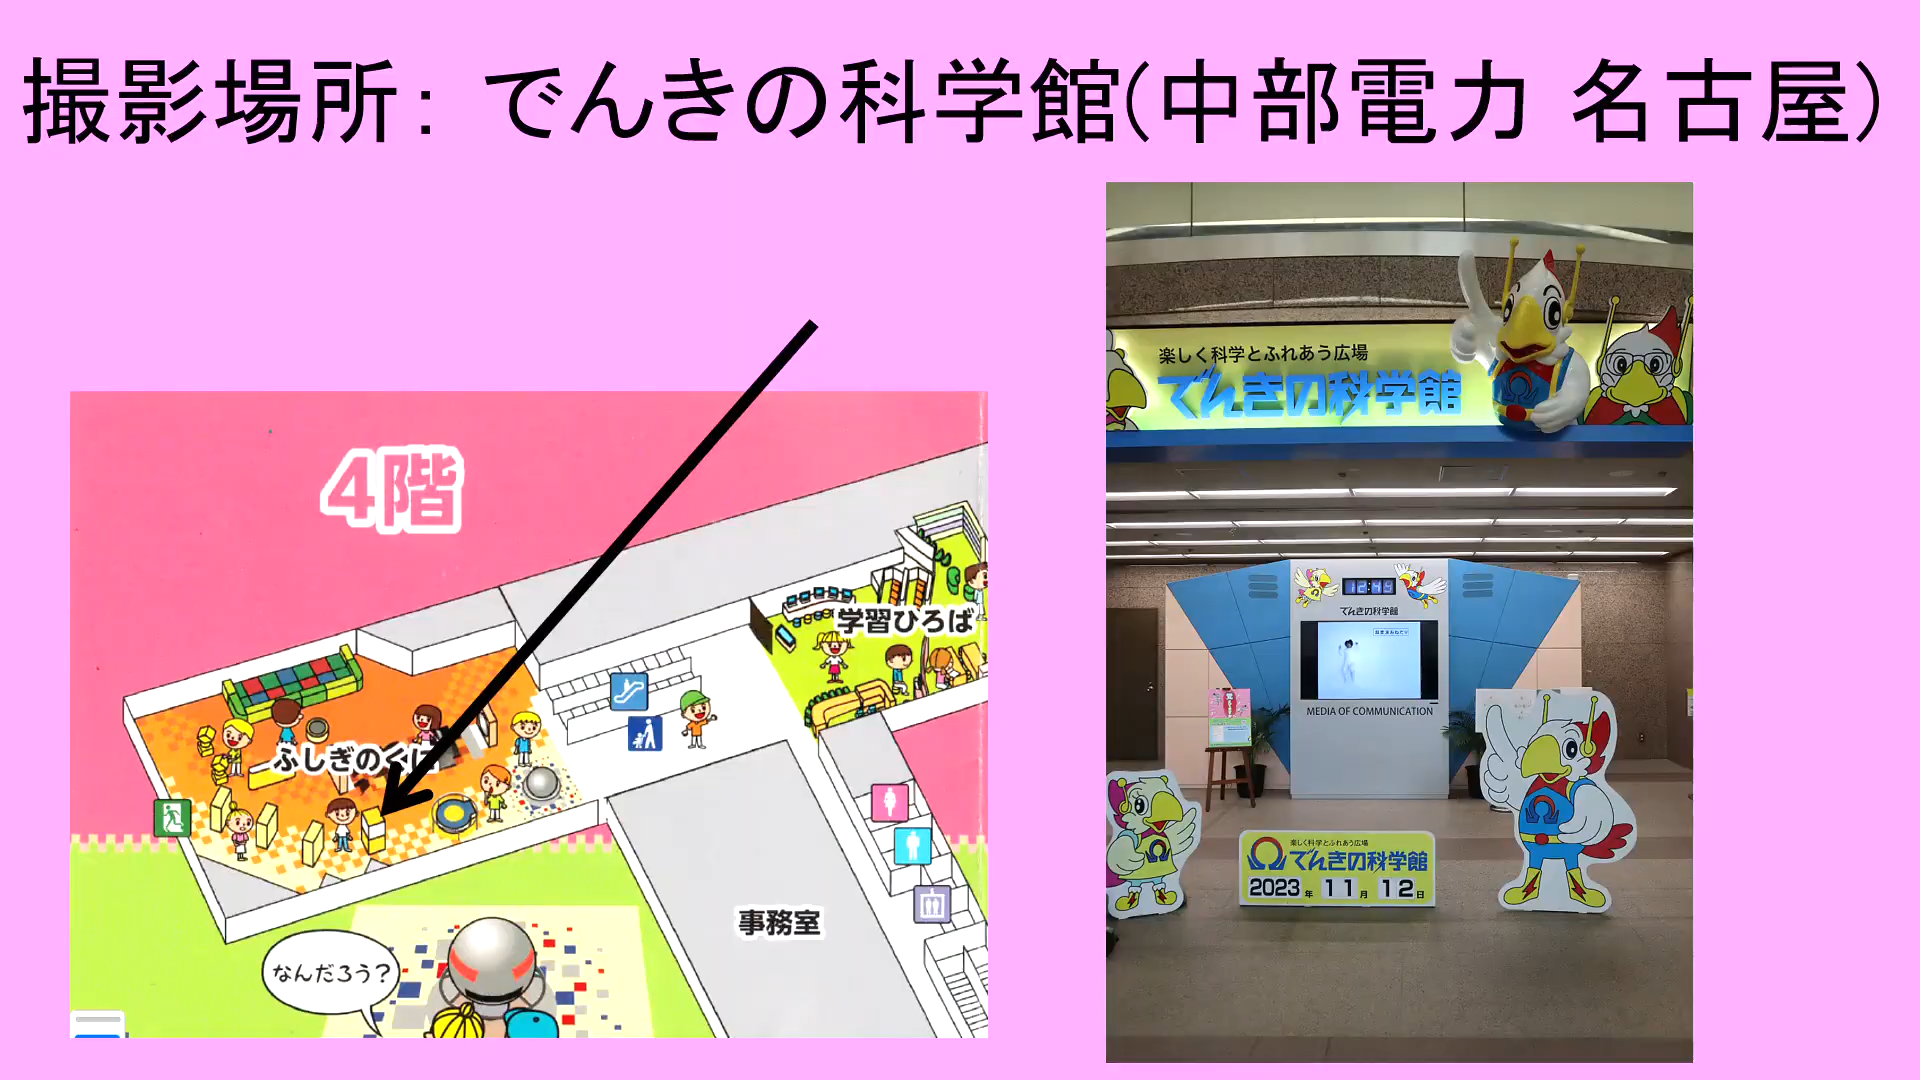 撮影場所： でんきの科学館(中部電力 名古屋)
4階
学習ひろば
ふしぎのくに
事務室
なんだろう？
楽しく科学とふれあう広場
でんきの科学館
12:45
でんきの科学館
MEDIA OF COMMUNICATION
楽しく科学とふれあう広場
でんきの科学館
2023年 11月 12日